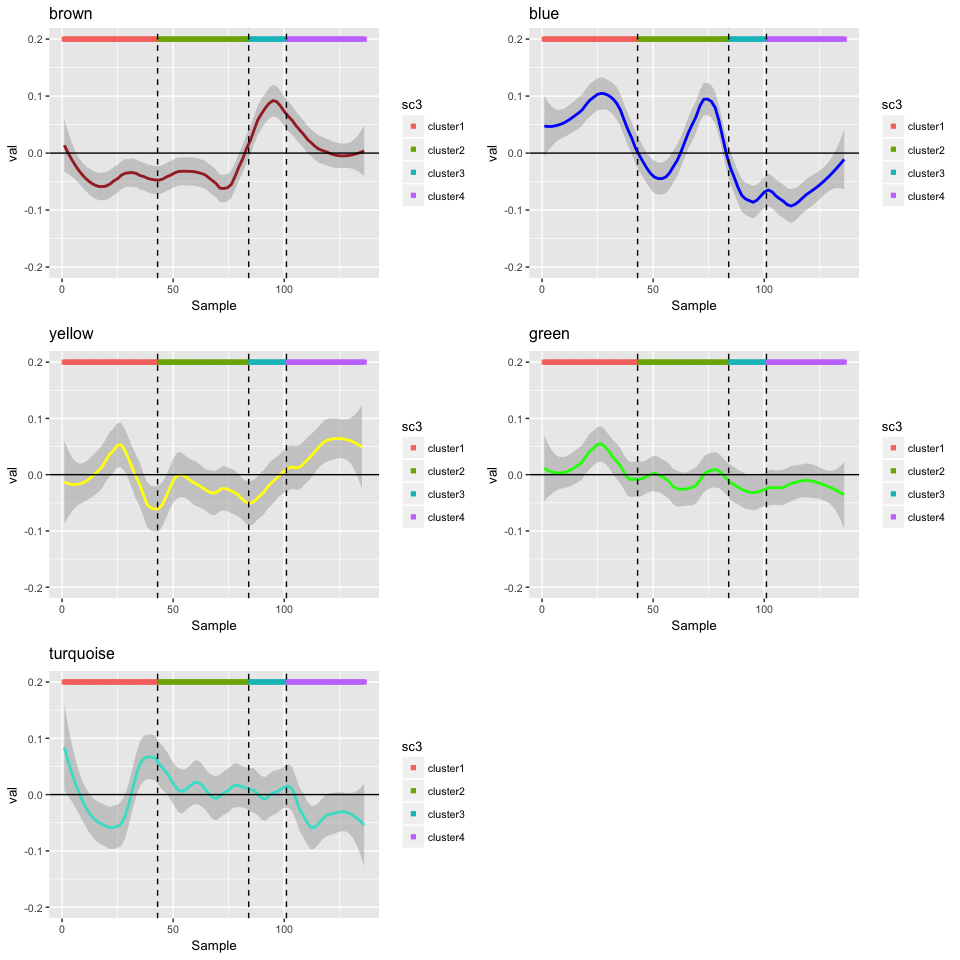 brown
0.2
0.1
0.0
-0.1
-0.2
val
0
50
100
Sample
sc3
cluster1
cluster2
cluster3
cluster4
blue
0.2
0.1
0.0
-0.1
-0.2
val
0
50
100
Sample
sc3
cluster1
cluster2
cluster3
cluster4
yellow
0.2
0.1
0.0
-0.1
-0.2
val
0
50
100
Sample
sc3
cluster1
cluster2
cluster3
cluster4
green
0.2
0.1
0.0
-0.1
-0.2
val
0
50
100
Sample
sc3
cluster1
cluster2
cluster3
cluster4
turquoise
0.2
0.1
0.0
-0.1
-0.2
val
0
50
100
Sample
sc3
cluster1
cluster2
cluster3
cluster4